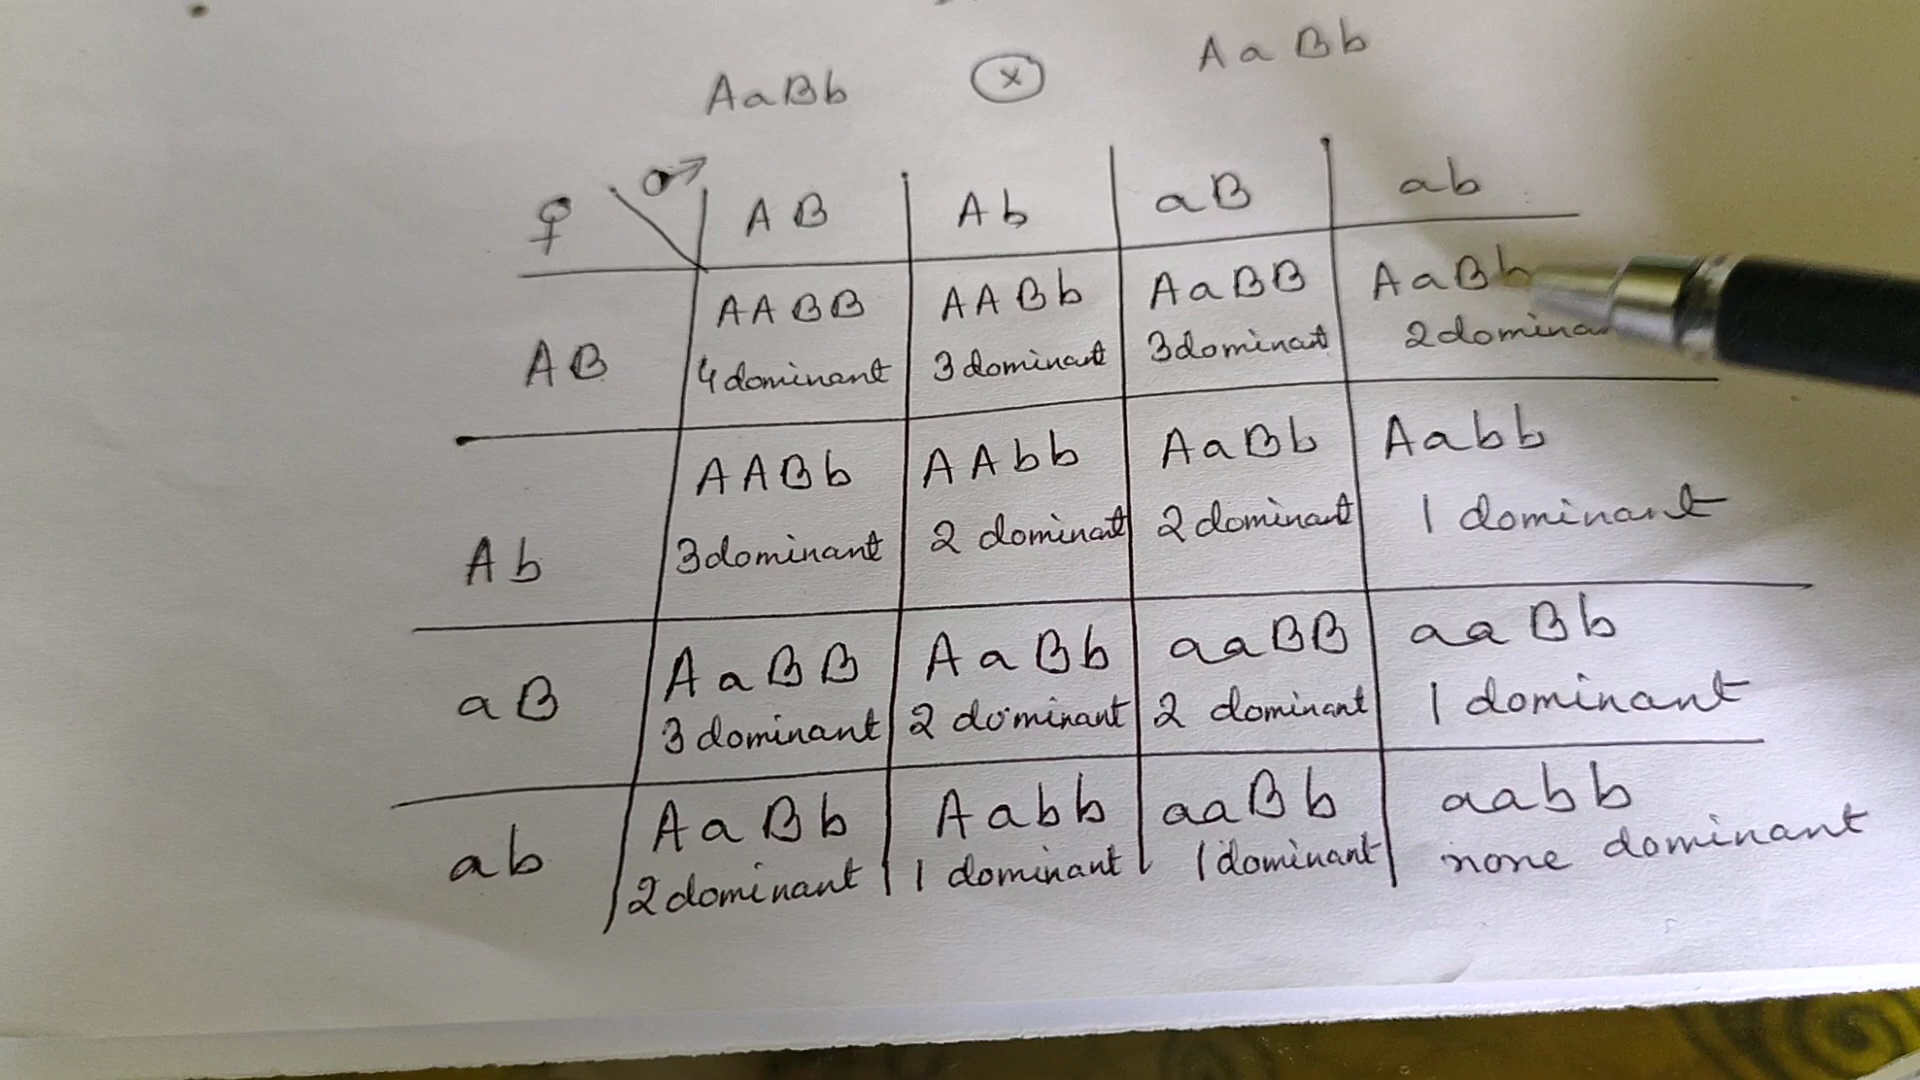 AaBb ⓧ AaBb
♀ ♂ AB Ab aB ab
AB AABB AABb AaBB AaBb
4 dominant 3 dominant 3 dominant 2
Ab AABb AAbb AaBb Aabb
3 dominant 2 dominant 2 dominant 1 dominant
aB AaBB AaBb aaBB aaBb
3 dominant 2 dominant 2 dominant 1 dominant
ab AaBb Aabb aaBb aabb
2 dominant 1 dominant 1 dominant none dominant